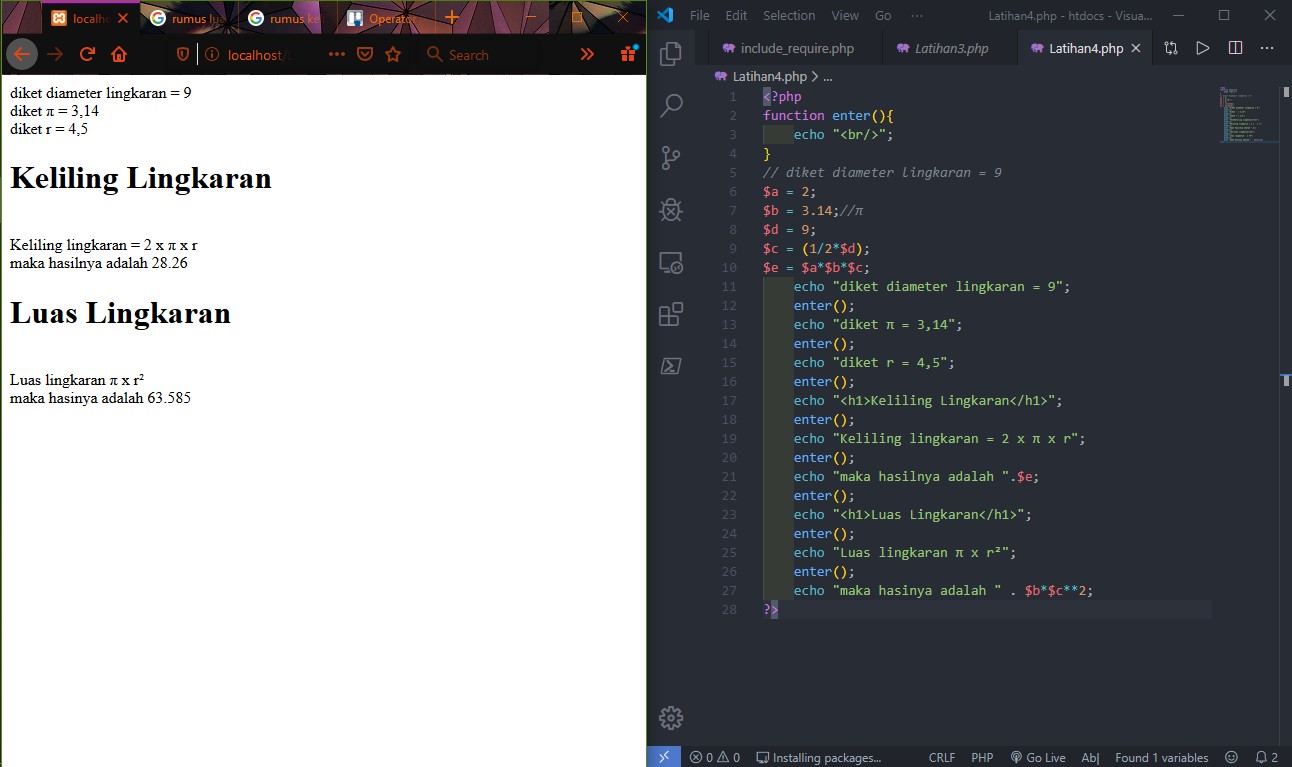 localh
rumus lua
rumus ke
Operator
localhost/
Search
diket diameter lingkaran = 9
diket π = 3,14
diket r = 4,5
Keliling Lingkaran
Keliling lingkaran = 2 x π x r
maka hasilnya adalah 28.26
Luas Lingkaran
Luas lingkaran π x r²
maka hasinya adalah 63.585
File Edit Selection View Go ··· Latihan4.php - htdocs - Visua...
include_require.php Latihan3.php Latihan4.php
Latihan4.php > ...
1 <?php
2 function enter(){
3 echo "<br/>";
4 }
5 // diket diameter lingkaran = 9
6 $a = 2;
7 $b = 3.14;//π
8 $d = 9;
9 $c = (1/2*$d);
10 $e = $a*$b*$c;
11 echo "diket diameter lingkaran = 9";
12 enter();
13 echo "diket π = 3,14";
14 enter();
15 echo "diket r = 4,5";
16 enter();
17 echo "<h1>Keliling Lingkaran</h1>";
18 enter();
19 echo "Keliling lingkaran = 2 x π x r";
20 enter();
21 echo "maka hasilnya adalah ".$e;
22 enter();
23 echo "<h1>Luas Lingkaran</h1>";
24 enter();
25 echo "Luas lingkaran π x r²";
26 enter();
27 echo "maka hasinya adalah " . $b*$c**2;
28 ?>
0 0 Installing packages... CRLF PHP Go Live Ab| Found 1 variables 2